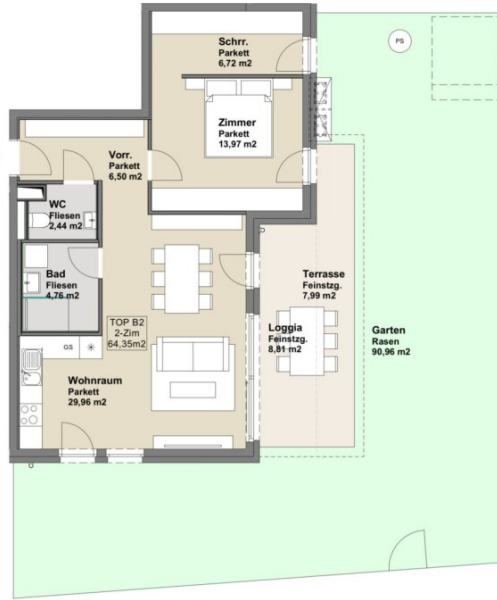 Schrr.
Parkett
6,72 m2
PS
Zimmer
Parkett
13,97 m2
Vorr.
Parkett
6,50 m2
WC
Fliesen
2,44 m2
Bad
Fliesen
4,76 m2
Terrasse
Feinstzg.
7,99 m2
TOP B2
2-Zim
64,35m2
Loggia
Feinstzg.
8,81 m2
Garten
Rasen
90,96 m2
GS
Wohnraum
Parkett
29,96 m2